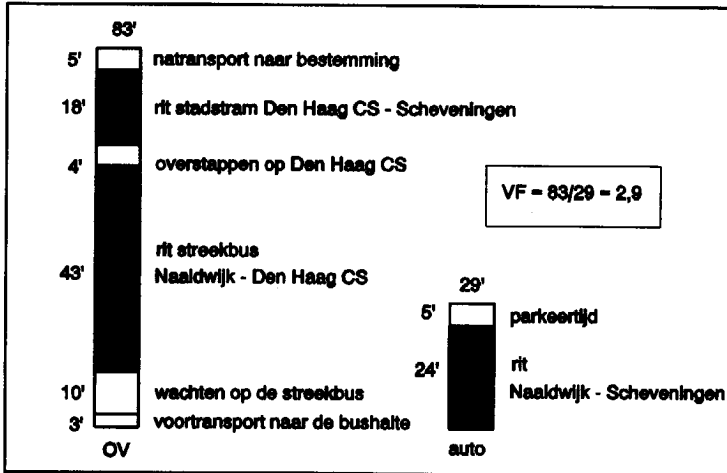 83'
5' natransport naar bestemming
18' rit stadstram Den Haag CS - Scheveningen
4' overstappen op Den Haag CS
VF = 83/29 = 2,9
43' rit streekbus
Naaldwijk - Den Haag CS
29'
5' parkeertijd
24' rit
Naaldwijk - Scheveningen
10' wachten op de streekbus
3' voortransport naar de bushalte
OV
auto